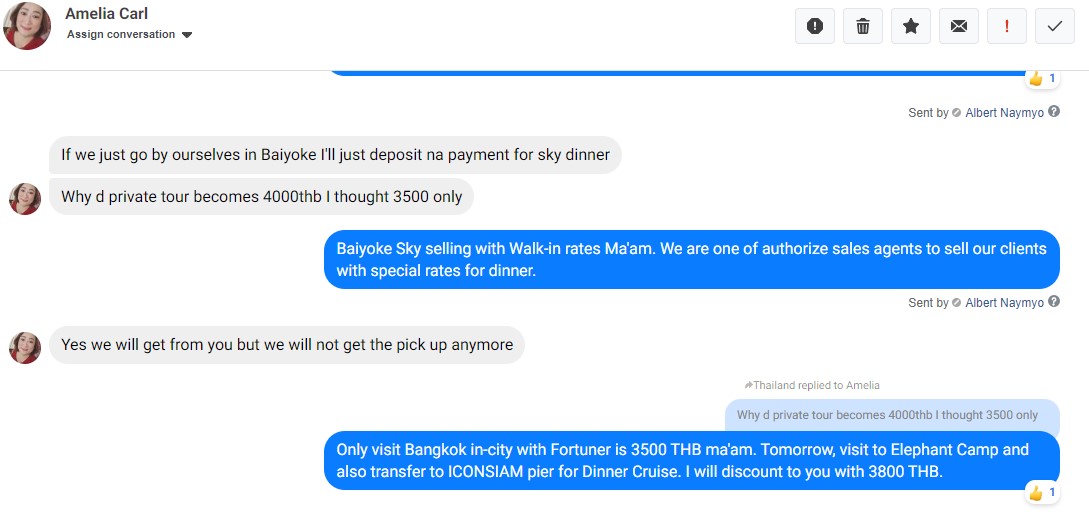 Amelia Carl
Assign conversation
1
Sent by Albert Naymyo
If we just go by ourselves in Baiyoke I'll just deposit na payment for sky dinner
Why d private tour becomes 4000thb I thought 3500 only
Baiyoke Sky selling with Walk-in rates Ma'am. We are one of authorize sales agents to sell our clients
with special rates for dinner.
Sent by Albert Naymyo
Yes we will get from you but we will not get the pick up anymore
Thailand replied to Amelia
Why d private tour becomes 4000thb I thought 3500 only
Only visit Bangkok in-city with Fortuner is 3500 THB ma'am. Tomorrow, visit to Elephant Camp and
also transfer to ICONSIAM pier for Dinner Cruise. I will discount to you with 3800 THB.
1